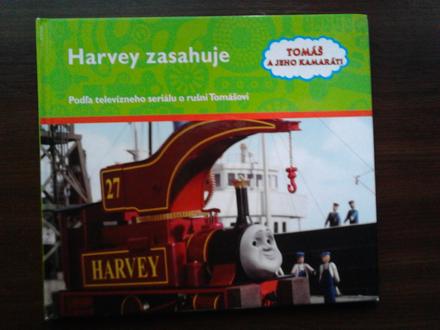 Harvey zasahuje
TOMÁŠ
A JEHO KAMARÁTI
Podľa televízneho seriálu o rušni Tomášovi
27
HARVEY